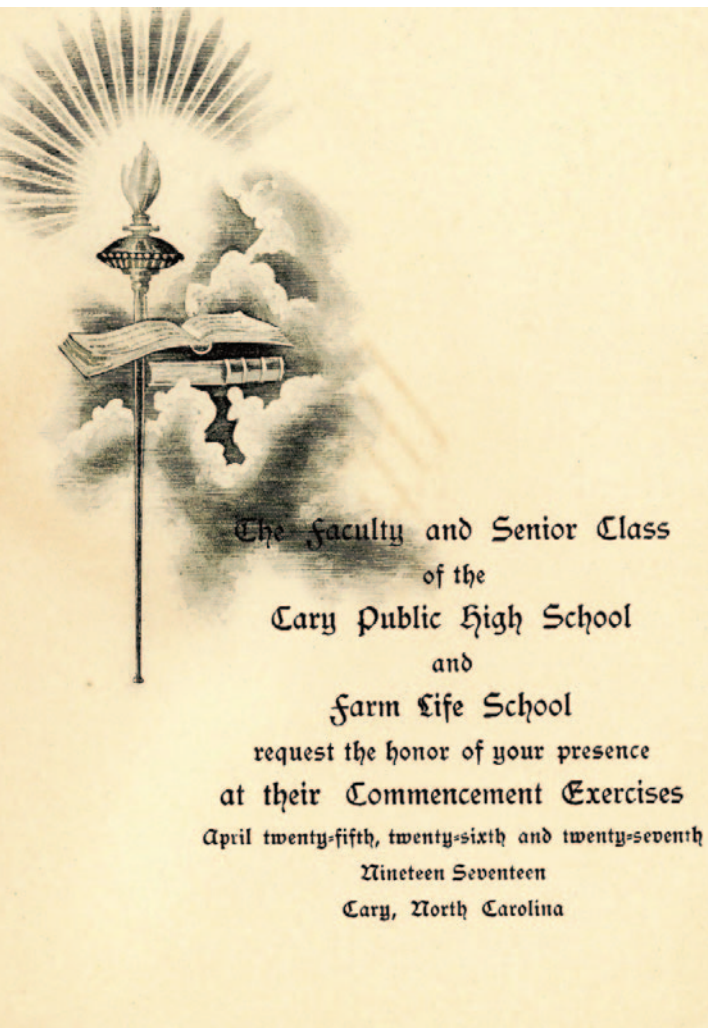 The Faculty and Senior Class
of the
Cary Public High School
and
Farm Life School
request the honor of your presence
at their Commencement Exercises
April twenty-fifth, twenty-sixth and twenty-seventh
Nineteen Seventeen
Cary, North Carolina